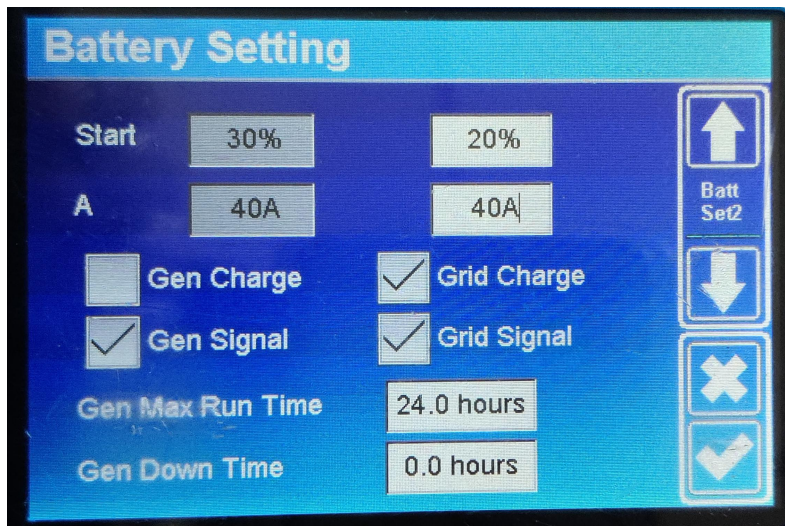 Battery Setting
Start 30% 20%
A 40A 40A
Batt
Set2
Gen Charge Grid Charge
Gen Signal Grid Signal
Gen Max Run Time 24.0 hours
Gen Down Time 0.0 hours